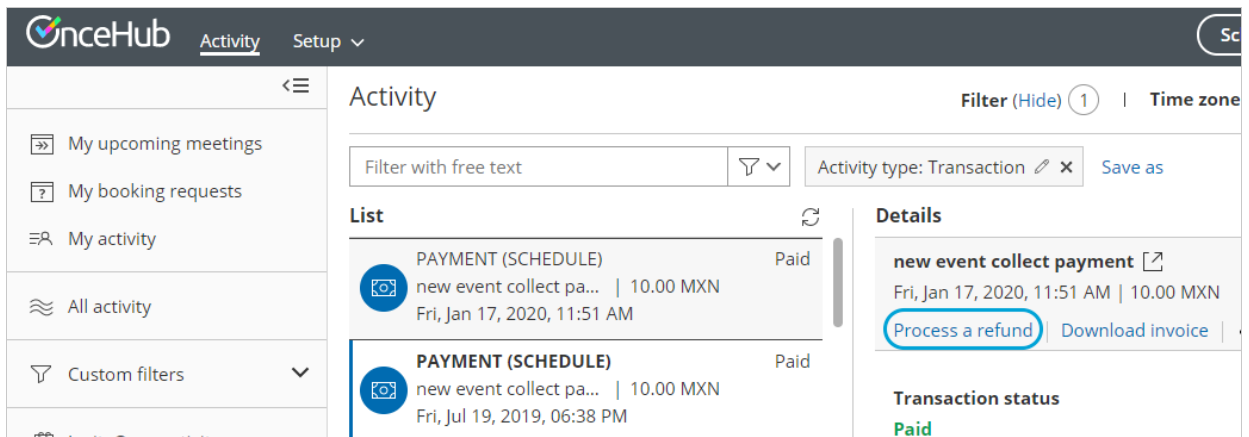 OnceHub Activity Setup
Sc
Activity
Filter (Hide) 1 | Time zone
My upcoming meetings
My booking requests
My activity
All activity
Custom filters
Filter with free text
Activity type: Transaction
Save as
List
PAYMENT (SCHEDULE) Paid
new event collect pa... | 10.00 MXN
Fri, Jan 17, 2020, 11:51 AM
PAYMENT (SCHEDULE) Paid
new event collect pa... | 10.00 MXN
Fri, Jul 19, 2019, 06:38 PM
Details
new event collect payment
Fri, Jan 17, 2020, 11:51 AM | 10.00 MXN
Process a refund | Download invoice |
Transaction status
Paid